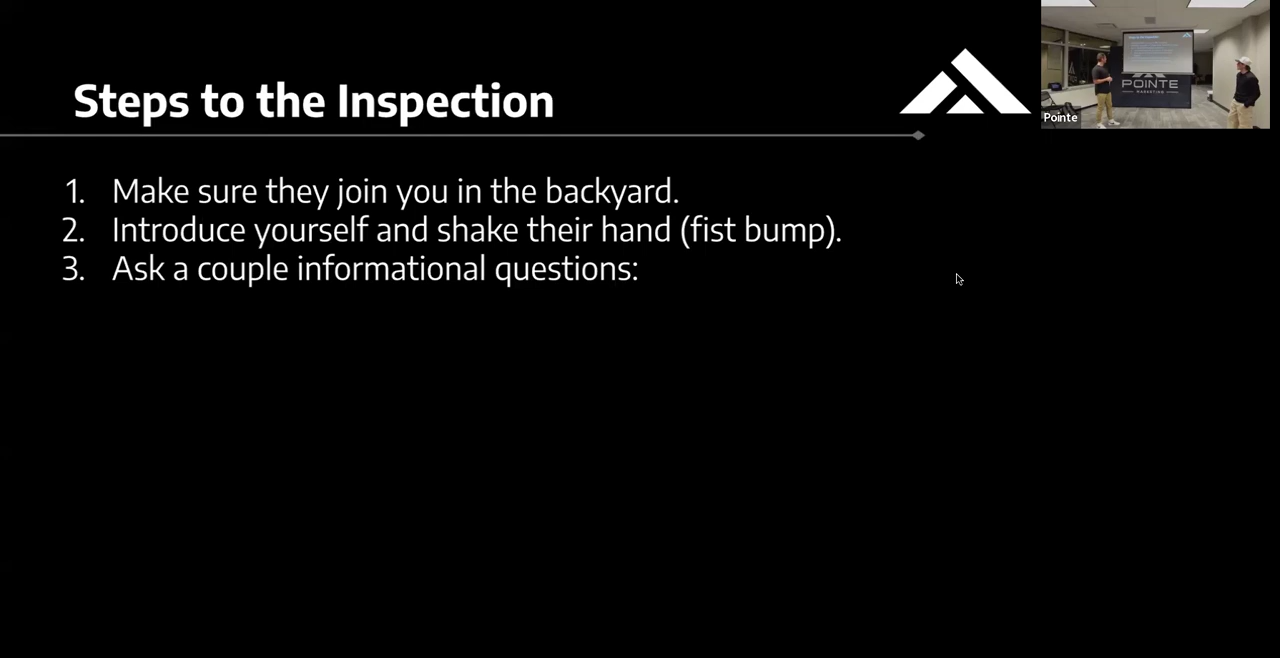 Steps to the Inspection
1. Make sure they join you in the backyard.
2. Introduce yourself and shake their hand (fist bump).
3. Ask a couple informational questions:
POINTE
MARKETING
Pointe